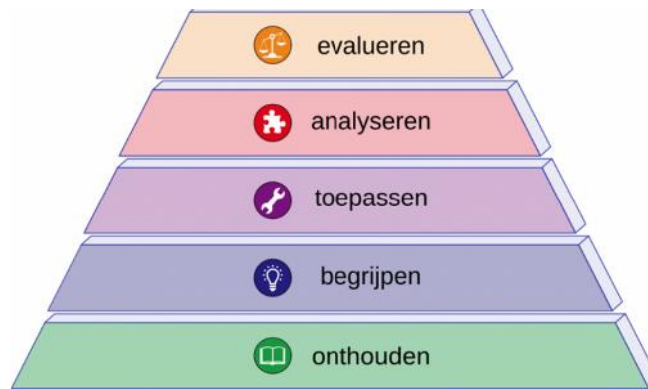 evalueren
analyseren
toepassen
begrijpen
onthouden